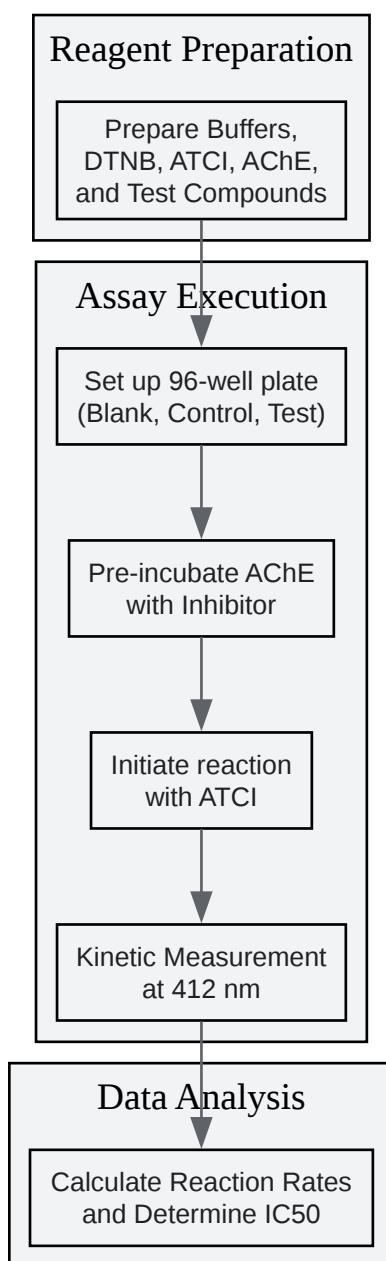 Reagent Preparation
Prepare Buffers,
DTNB, ATCI, AChE,
and Test Compounds
Assay Execution
Set up 96-well plate
(Blank, Control, Test)
Pre-incubate AChE
with Inhibitor
Initiate reaction
with ATCI
Kinetic Measurement
at 412 nm
Data Analysis
Calculate Reaction Rates
and Determine IC50